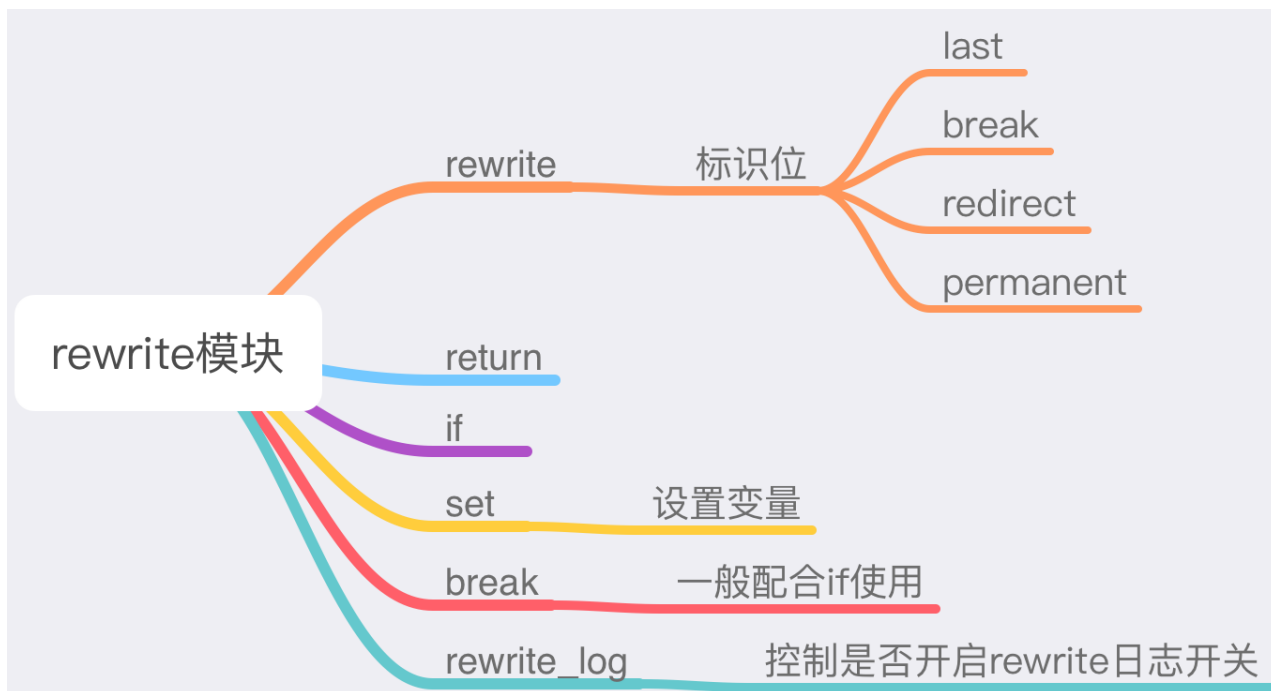 last
break
rewrite 标识位
redirect
permanent
rewrite模块
return
if
set 设置变量
break 一般配合if使用
rewrite_log 控制是否开启rewrite日志开关